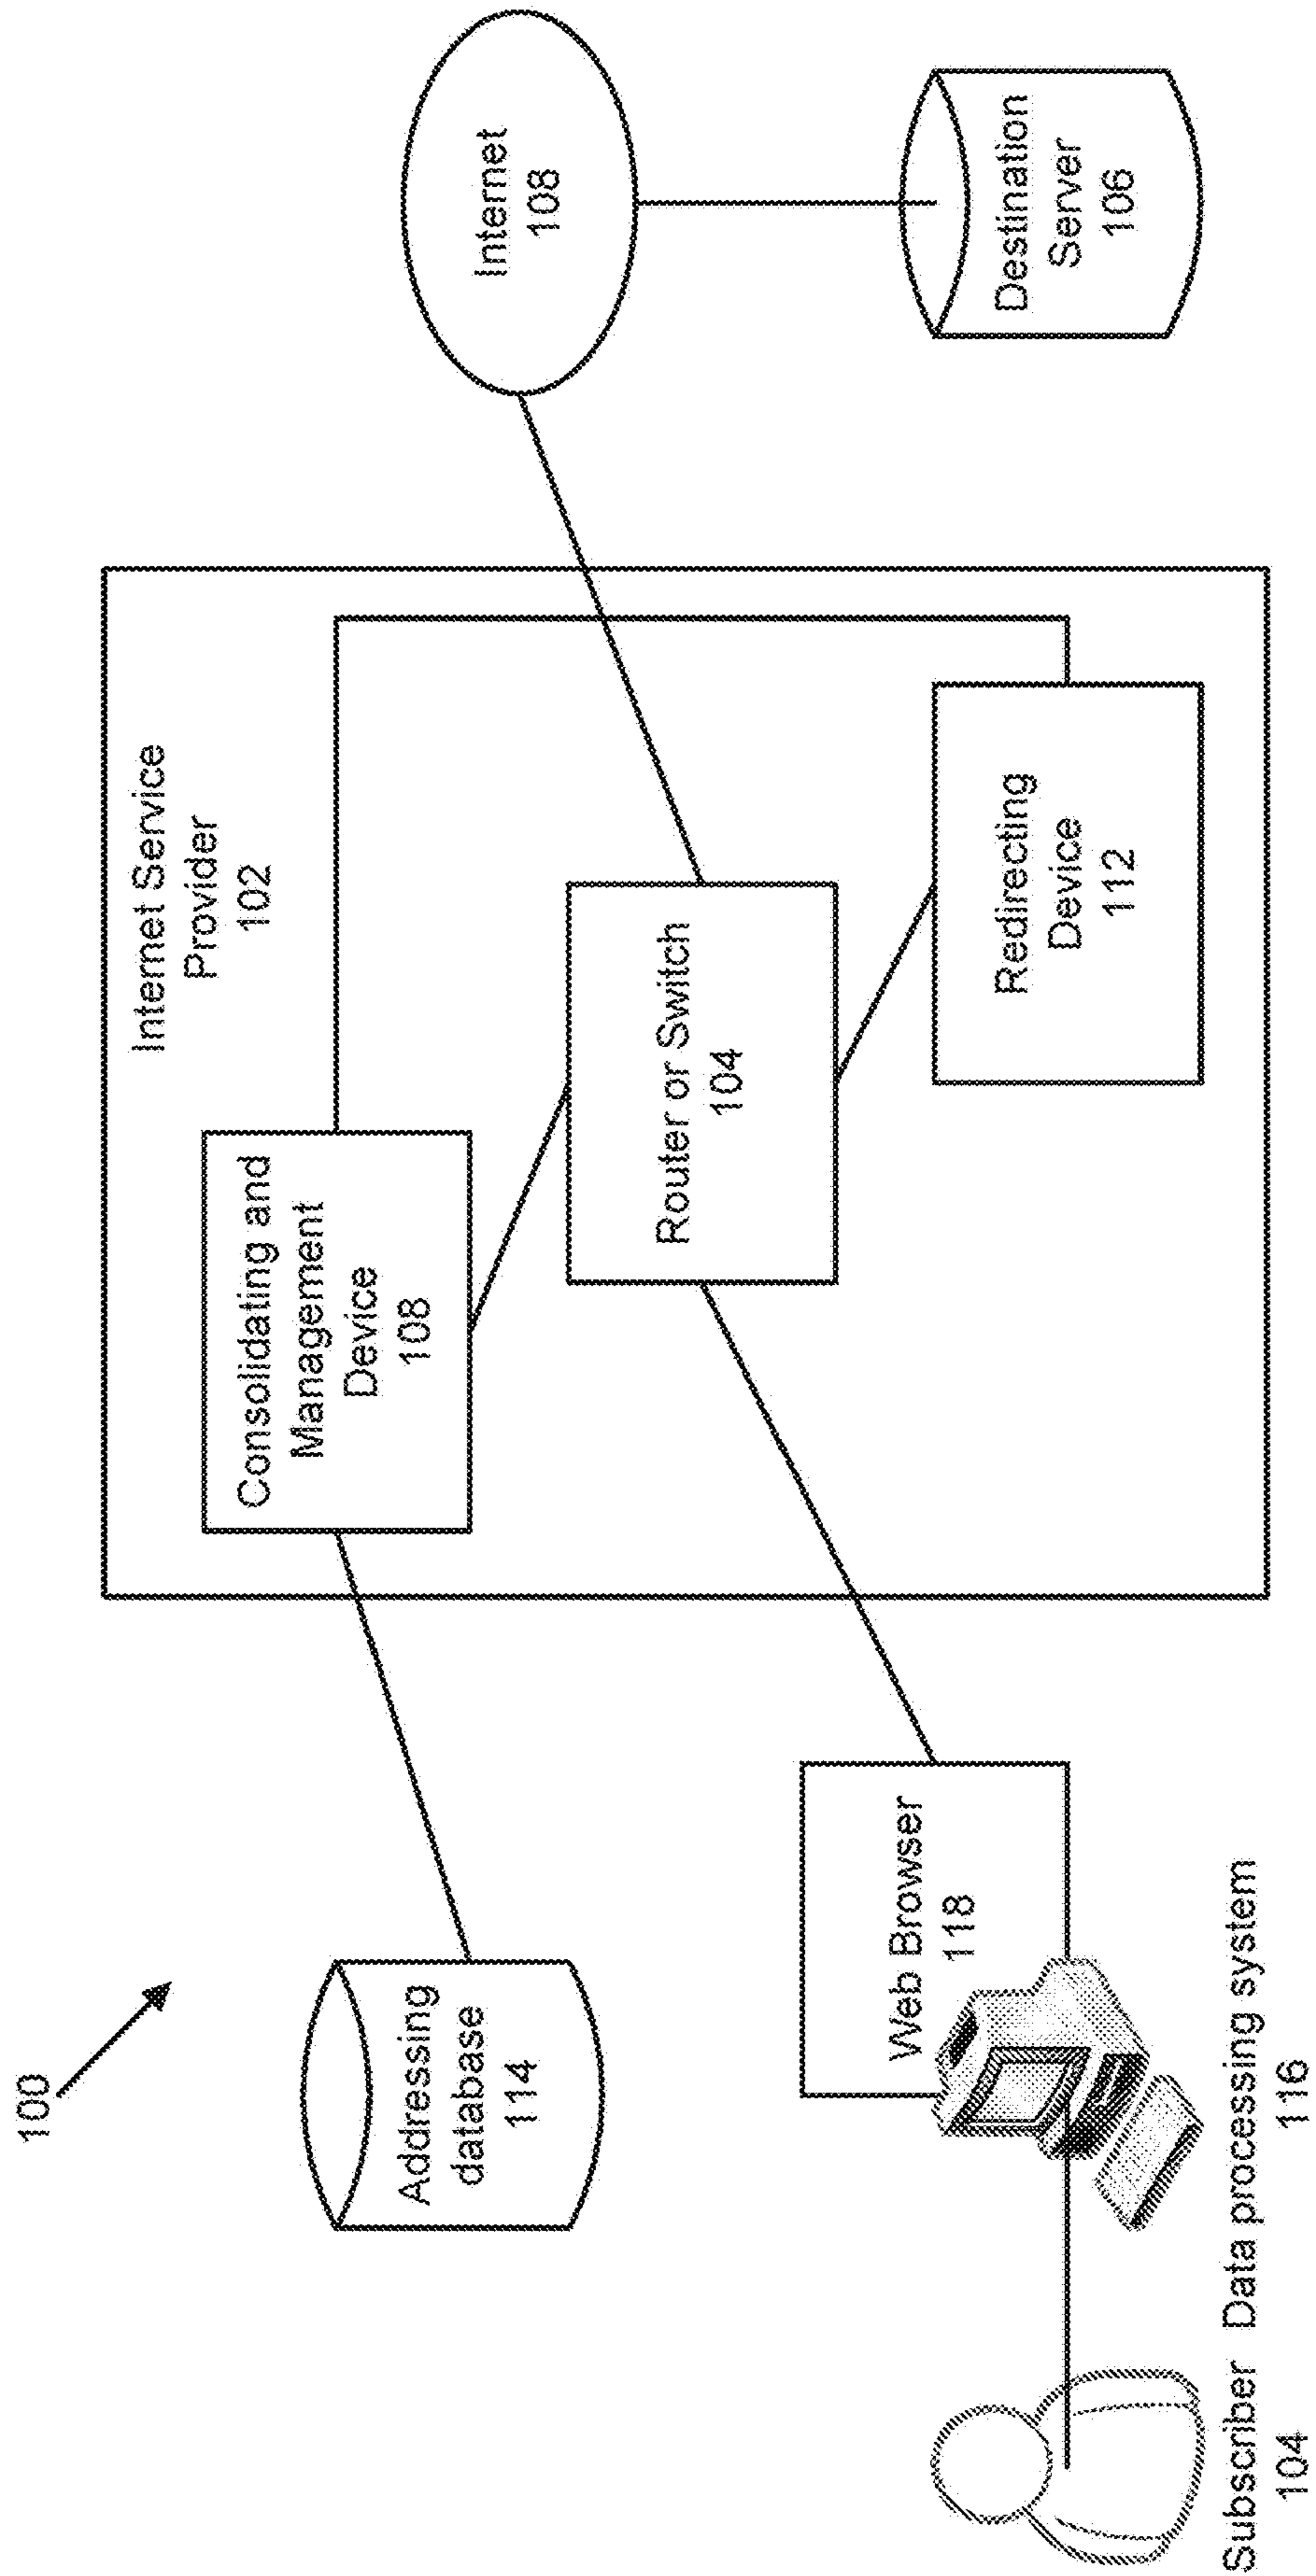 100
Internet Service
Provider
102
Consolidating and
Management
Device
108
Internet
108
Addressing
database
114
Router or Switch
104
Web Browser
118
Redirecting
Device
112
Destination
Server
106
Subscriber
104
Data processing system
116